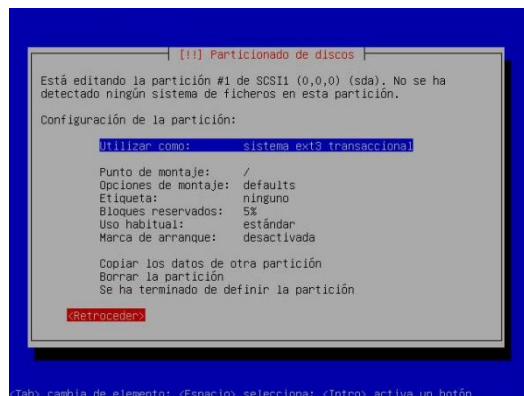 [!!] Particionado de discos
Está editando la partición #1 de SCSI1 (0,0,0) (sda). No se ha
detectado ningún sistema de ficheros en esta partición.
Configuración de la partición:
Utilizar como: sistema ext3 transaccional
Punto de montaje: /
Opciones de montaje: defaults
Etiqueta: ninguno
Bloques reservados: 5%
Uso habitual: estándar
Marca de arranque: desactivada
Copiar los datos de otra partición
Borrar la partición
Se ha terminado de definir la partición
<Retroceder>
<Tab> cambia de elemento; <Espacio> selecciona; <Intro> activa un botón